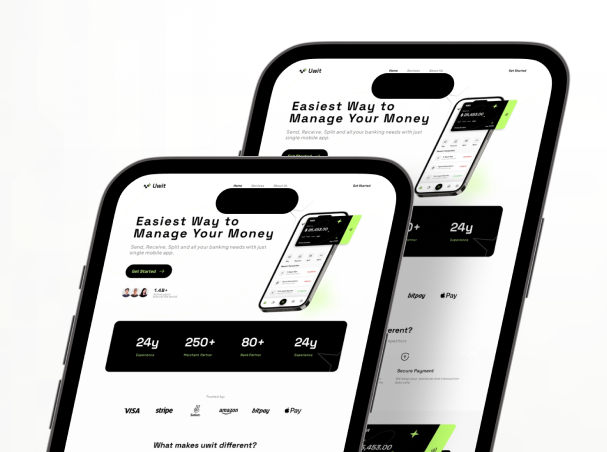 Uwit
Home Services About Us
Get Started
Easiest Way to
Manage Your Money
Send, Receive, Split and all your banking needs with just
single mobile app.
$ 25,453.00
24y
Experience
bitpay Pay
erent?
Secure Payment
5,453.00
Uwit
Home Services About Us
Get Started
Easiest Way to
Manage Your Money
Send, Receive, Split and all your banking needs with just
single mobile app.
Get Started →
1.4B+
$ 25,453.00
24y 250+ 80+ 24y
Experience Merchant Partner Bank Partner Experience
Trusted by:
VISA stripe amazon bitpay Pay
What makes uwit different?